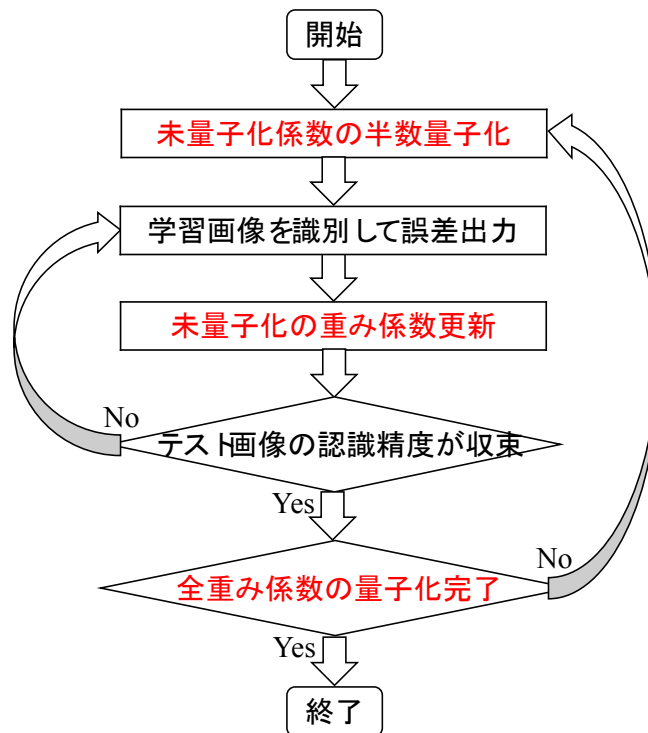 開始
未量子化係数の半数量子化
学習画像を識別して誤差出力
未量子化の重み係数更新
No
テスト画像の認識精度が収束
Yes
No
全重み係数の量子化完了
Yes
終了